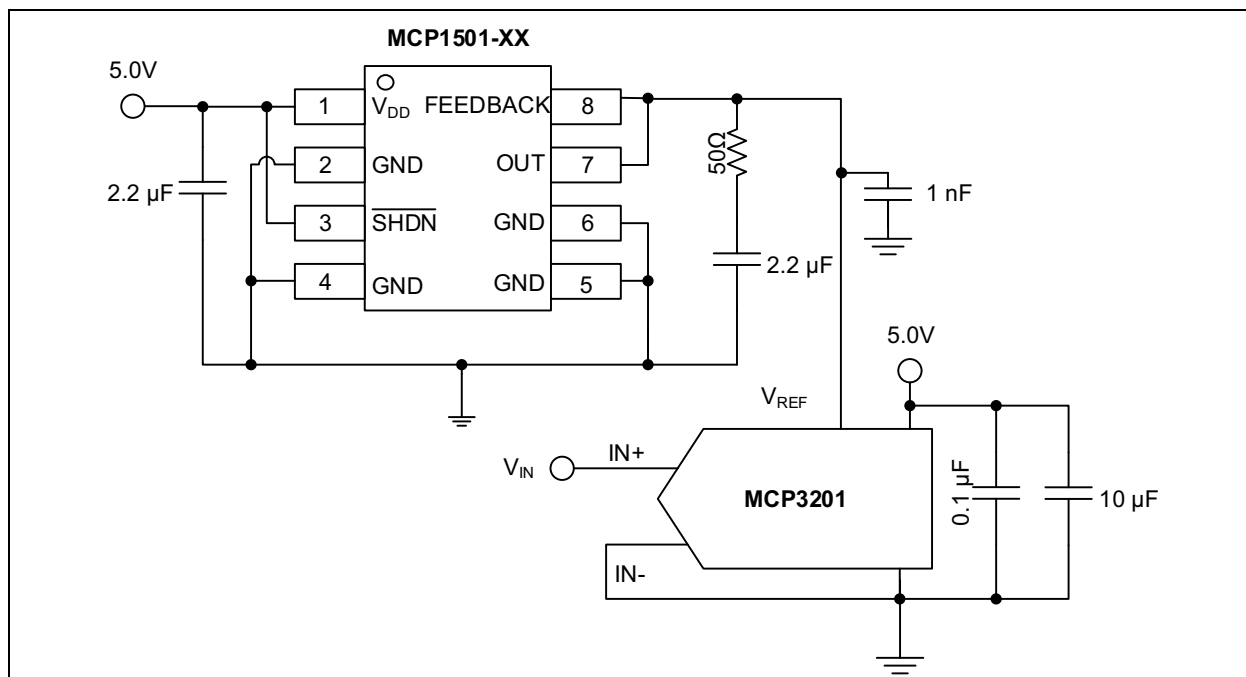 MCP1501-XX
5.0V
1
VDD
FEEDBACK
8
2
GND
OUT
7
3
SHDN
GND
6
4
GND
GND
5
2.2 µF
50Ω
2.2 µF
1 nF
5.0V
VREF
VIN
IN+
MCP3201
0.1 µF
10 µF
IN-